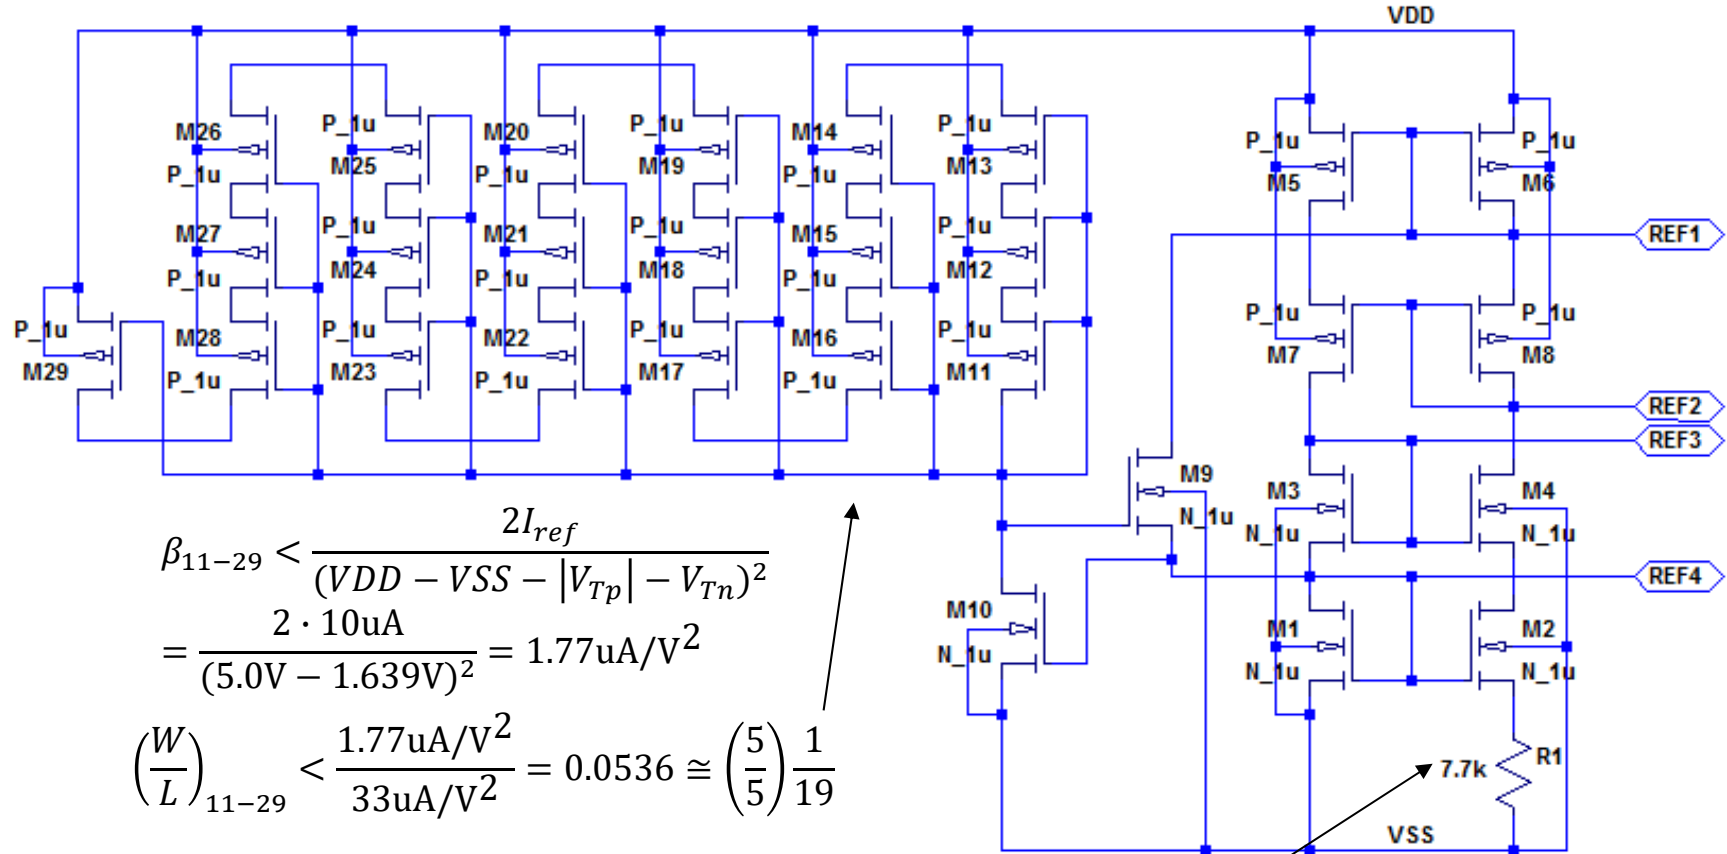 VDD
M26
P_1u
M20
P_1u
M14
P_1u
P_1u
P_1u
P_1u
M25
P_1u
M19
P_1u
M13
M5
M6
REF1
M27
P_1u
M21
P_1u
M15
P_1u
P_1u
M24
P_1u
M18
P_1u
M12
P_1u
P_1u
P_1u
M28
P_1u
M22
P_1u
M16
P_1u
M7
M8
M29
P_1u
M23
P_1u
M17
P_1u
M11
REF2
REF3
M9
N_1u
M3
M4
N_1u
N_1u
REF4
M10
N_1u
M1
M2
N_1u
N_1u
7.7k
R1
VSS
β₁₁₋₂₉ < 2I_ref / (VDD − VSS − |V_Tp| − V_Tn)²
= 2 · 10uA / (5.0V − 1.639V)² = 1.77uA/V²
(W/L)₁₁₋₂₉ < 1.77uA/V² / 33uA/V² = 0.0536 ≅ (5/5) 1/19